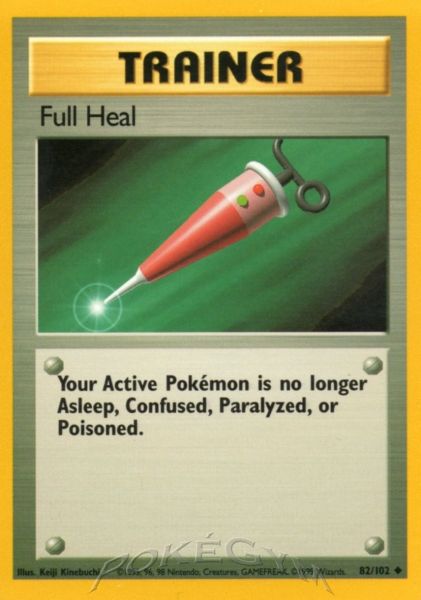 TRAINER
Full Heal
Your Active Pokémon is no longer
Asleep, Confused, Paralyzed, or
Poisoned.
Illus. Keiji Kinebuchi ©1995, 96, 98 Nintendo, Creatures, GAMEFREAK. ©1999 Wizards. 82/102 ◆
POKÉGYM